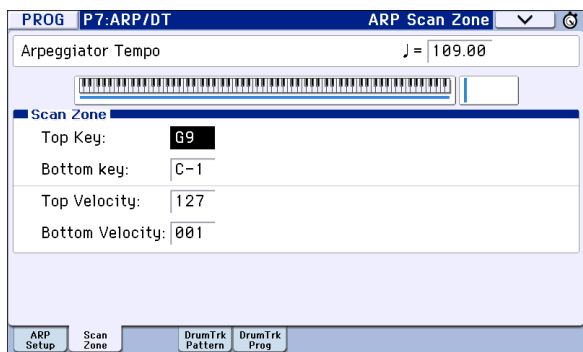 PROG P7:ARP/DT ARP Scan Zone
Arpeggiator Tempo ♩= 109.00
Scan Zone
Top Key: G9
Bottom key: C-1
Top Velocity: 127
Bottom Velocity: 001
ARP Setup Scan Zone DrumTrk Pattern DrumTrk Prog